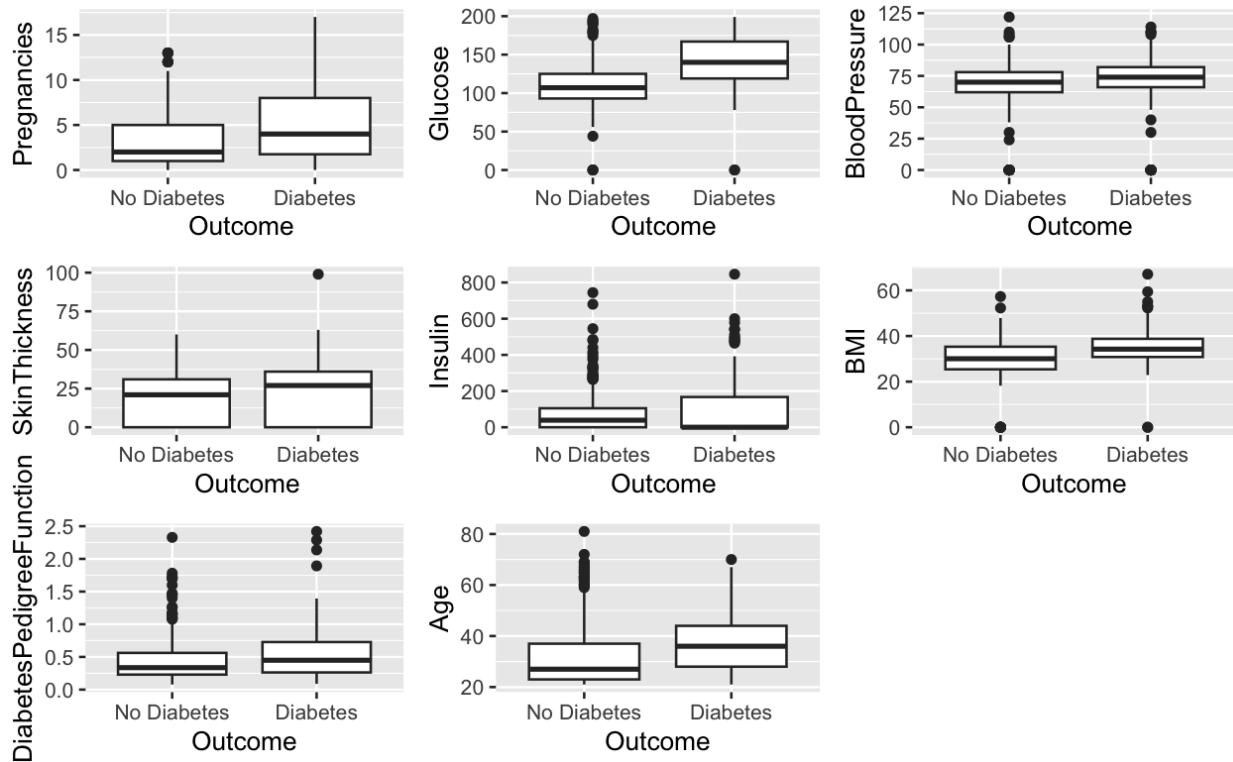 Pregnancies
15
10
5
0
No Diabetes Diabetes
Outcome
Glucose
200
150
100
50
0
No Diabetes Diabetes
Outcome
BloodPressure
125
100
75
50
25
0
No Diabetes Diabetes
Outcome
SkinThickness
100
75
50
25
0
No Diabetes Diabetes
Outcome
Insulin
800
600
400
200
0
No Diabetes Diabetes
Outcome
BMI
60
40
20
0
No Diabetes Diabetes
Outcome
DiabetesPedigreeFunction
2.5
2.0
1.5
1.0
0.5
0.0
No Diabetes Diabetes
Outcome
Age
80
60
40
20
No Diabetes Diabetes
Outcome